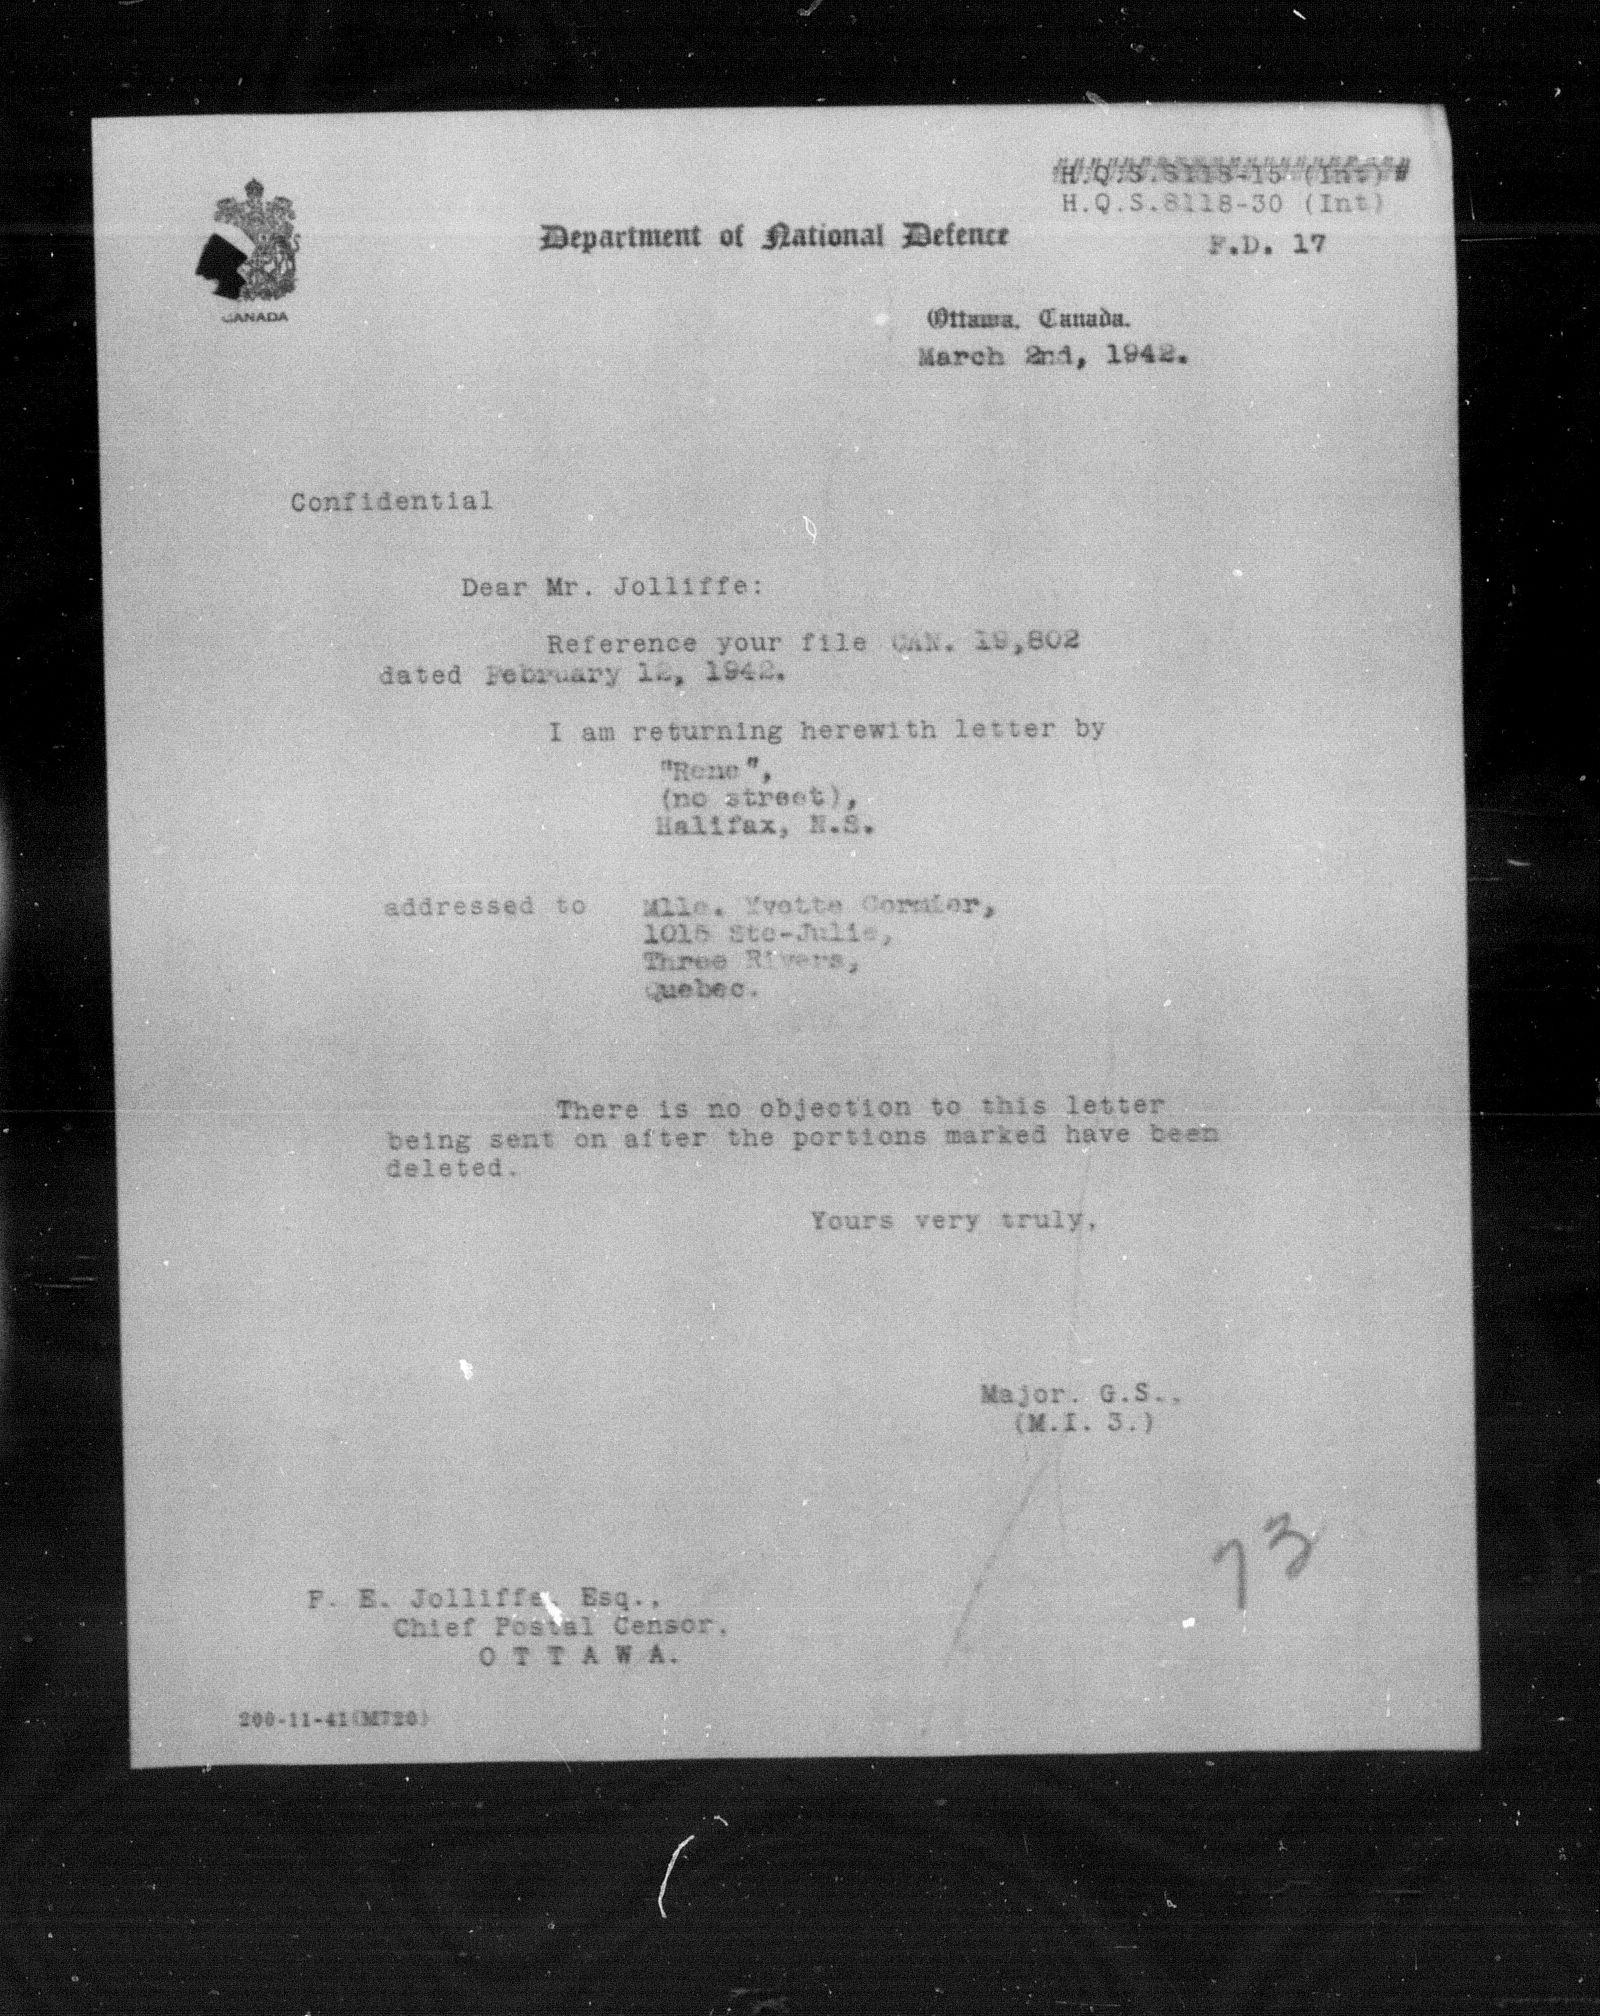 H.Q.S.8118-15 (Int)
H.Q.S.8118-30 (Int)
Department of National Defence
F.D. 17
CANADA
Ottawa, Canada.
March 2nd, 1942.
Confidential
Dear Mr. Jolliffe:
Reference your file CAN. 19,802
dated February 12, 1942.
I am returning herewith letter by
"Rene",
(no street),
Halifax, N.S.
addressed to Mlle. Yvette Cormier,
1015 Ste-Julie,
Three Rivers,
Quebec.
There is no objection to this letter
being sent on after the portions marked have been
deleted.
Yours very truly,
Major. G.S.,
(M.I. 3.)
73
F. E. Jolliffe, Esq.,
Chief Postal Censor,
O T T A W A.
200-11-41(M720)